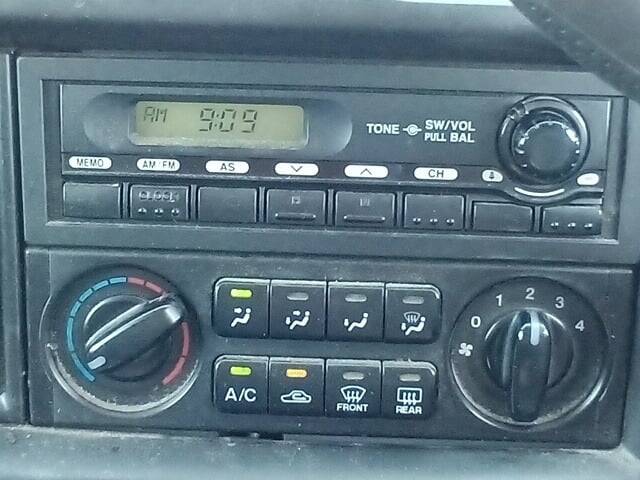 AM 9:09
TONE SW/VOL
PULL BAL
MEMO AM/FM AS CH
CLOCK
0 1 2 3 4
A/C FRONT REAR